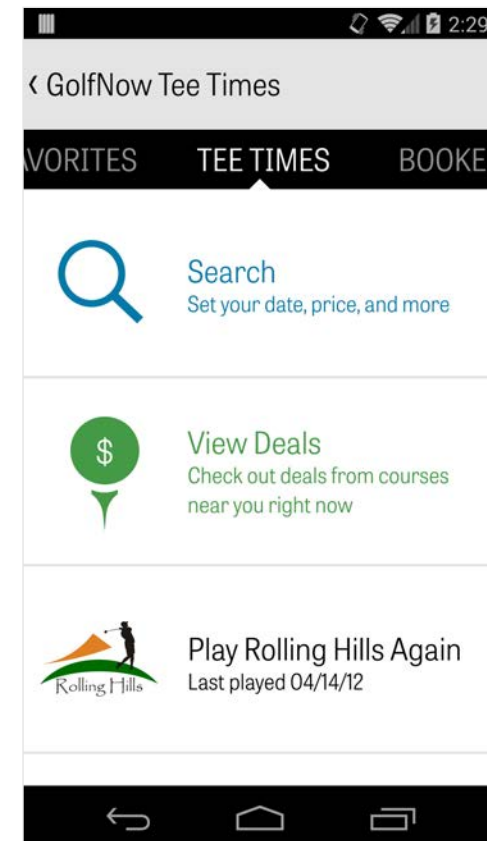 2:29
‹ GolfNow Tee Times
AVORITES TEE TIMES BOOKE
Search
Set your date, price, and more
$
View Deals
Check out deals from courses
near you right now
Rolling Hills
Play Rolling Hills Again
Last played 04/14/12